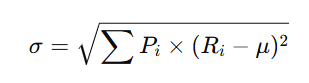 σ = √∑ Pᵢ × (Rᵢ − μ)²